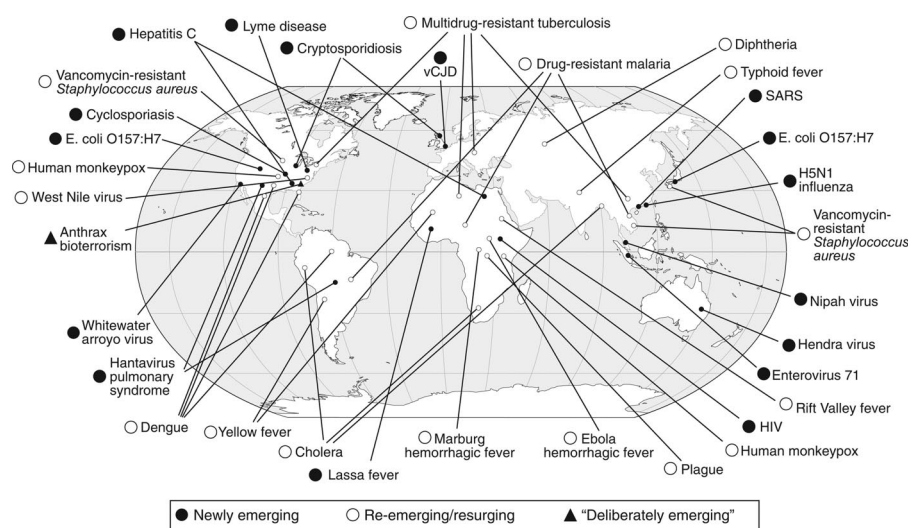 Hepatitis C
Lyme disease
Cryptosporidiosis
Multidrug-resistant tuberculosis
vCJD
Drug-resistant malaria
Diphtheria
Typhoid fever
Vancomycin-resistant
Staphylococcus aureus
SARS
Cyclosporiasis
E. coli O157:H7
E. coli O157:H7
Human monkeypox
H5N1
influenza
West Nile virus
Vancomycin-
resistant
Staphylococcus
aureus
Anthrax
bioterrorism
Nipah virus
Whitewater
arroyo virus
Hendra virus
Hantavirus
pulmonary
syndrome
Enterovirus 71
Rift Valley fever
Dengue
Yellow fever
HIV
Cholera
Marburg
hemorrhagic fever
Ebola
hemorrhagic fever
Human monkeypox
Lassa fever
Plague
Newly emerging
Re-emerging/resurging
"Deliberately emerging"